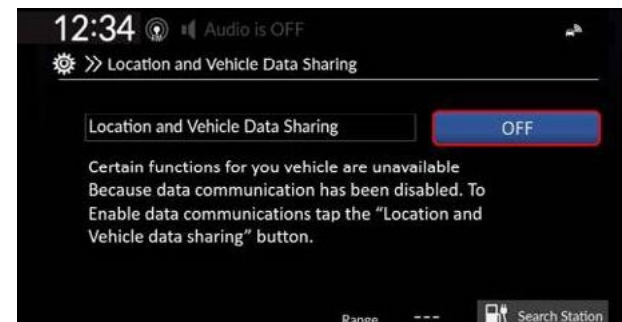 12:34 Audio is OFF
>> Location and Vehicle Data Sharing
Location and Vehicle Data Sharing OFF
Certain functions for you vehicle are unavailable
Because data communication has been disabled. To
Enable data communications tap the “Location and
Vehicle data sharing” button.
Range --- Search Station